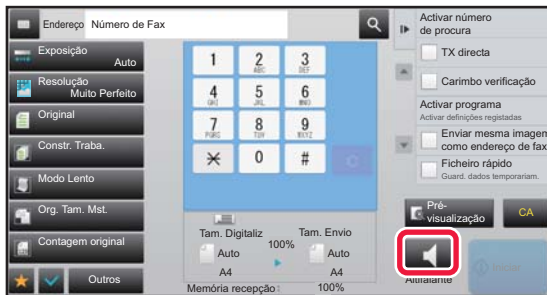 Endereço Número de Fax
Exposição
Auto
Resolução
Muito Perfeito
Original
Constr. Traba.
Modo Lento
Org. Tam. Mst.
Contagem original
Outros
1 2 3
ABC DEF
4 5 6
GHI JKL MNO
7 8 9
PQRS TUV WXYZ
0 #
C
Tam. Digitaliz
100%
Tam. Envio
Auto
Auto
A4
A4
Memória recepção: 100%
Activar número
de procura
TX directa
Carimbo verificação
Activar programa
Activar definições registadas
Enviar mesma imagem
como endereço de fax
Ficheiro rápido
Guard. dados temporariam.
Pré-
visualização
CA
Altifalante